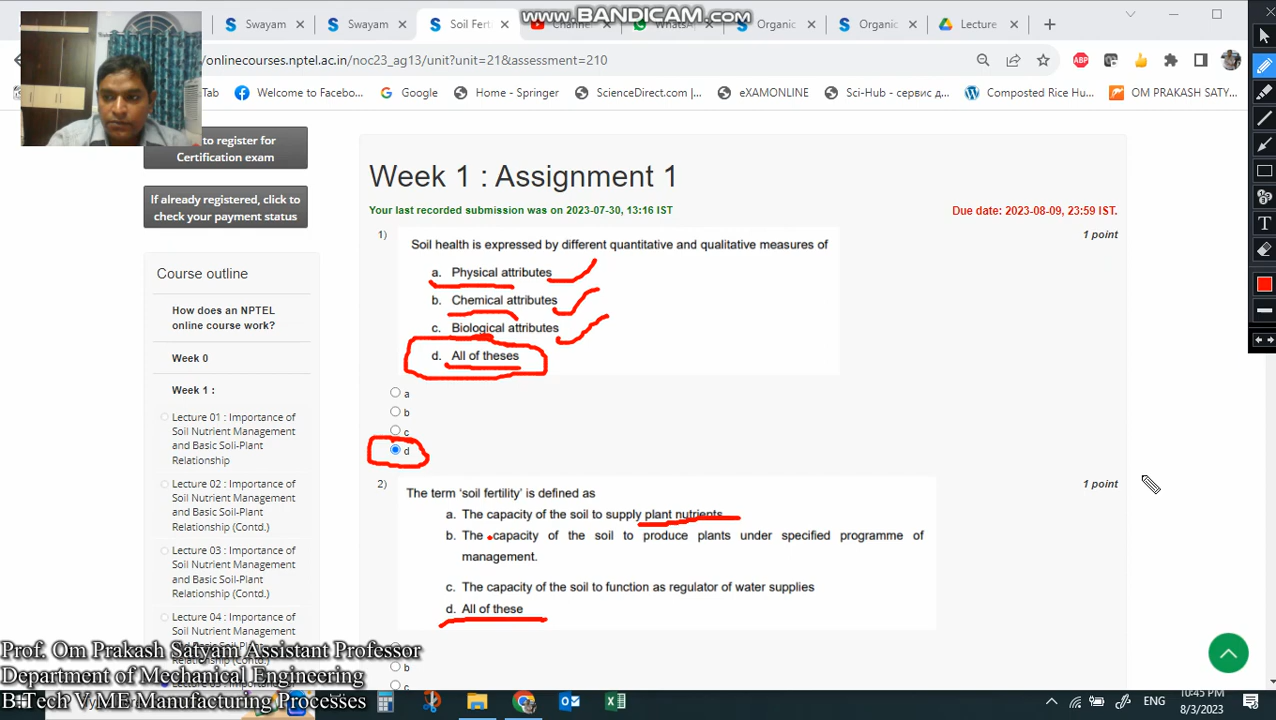 Swayam
Swayam
Soil Fert
WWW.BANDICAM.COM
Channel
WhatsA
Organic
Organic
Lecture
onlinecourses.nptel.ac.in/noc23_ag13/unit?unit=21&assessment=210
Tab
Welcome to Facebo...
Google
Home - Springer
ScienceDirect.com |...
eXAMONLINE
Sci-Hub - сервис д...
Composted Rice Hu...
OM PRAKASH SATY...
to register for
Certification exam
If already registered, click to
check your payment status
Course outline
How does an NPTEL
online course work?
Week 0
Week 1 :
Lecture 01 : Importance of
Soil Nutrient Management
and Basic Soil-Plant
Relationship
Lecture 02 : Importance of
Soil Nutrient Management
and Basic Soil-Plant
Relationship (Contd.)
Lecture 03 : Importance of
Soil Nutrient Management
and Basic Soil-Plant
Relationship (Contd.)
Lecture 04 : Importance of
Soil Nutrient Management
and Basic Soil-Plant
Relationship (Contd.)
Week 1 : Assignment 1
Your last recorded submission was on 2023-07-30, 13:16 IST
Due date: 2023-08-09, 23:59 IST.
1)
1 point
Soil health is expressed by different quantitative and qualitative measures of
a. Physical attributes
b. Chemical attributes
c. Biological attributes
d. All of theses
a
b
c
d
2)
1 point
The term 'soil fertility' is defined as
a. The capacity of the soil to supply plant nutrients
b. The capacity of the soil to produce plants under specified programme of
management.
c. The capacity of the soil to function as regulator of water supplies
d. All of these
b
c
Prof. Om Prakash Satyam Assistant Professor
Department of Mechanical Engineering
B.Tech V ME Manufacturing Processes
ENG
10:45 PM
8/3/2023